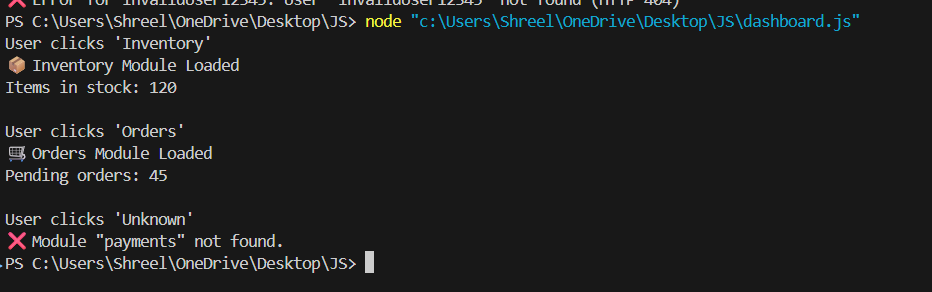 ❌ Error for invaliduser12345: User "invaliduser12345" not found (HTTP 404)
PS C:\Users\Shreel\OneDrive\Desktop\JS> node "c:\Users\Shreel\OneDrive\Desktop\JS\dashboard.js"
User clicks 'Inventory'
📦 Inventory Module Loaded
Items in stock: 120
User clicks 'Orders'
🛒 Orders Module Loaded
Pending orders: 45
User clicks 'Unknown'
❌ Module "payments" not found.
PS C:\Users\Shreel\OneDrive\Desktop\JS>